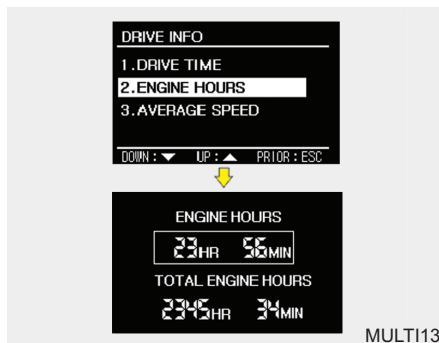 DRIVE INFO
1.DRIVE TIME
2.ENGINE HOURS
3.AVERAGE SPEED
DOWN : ▼ UP : ▲ PRIOR : ESC
ENGINE HOURS
23HR 56MIN
TOTAL ENGINE HOURS
2345HR 34MIN
MULTI13